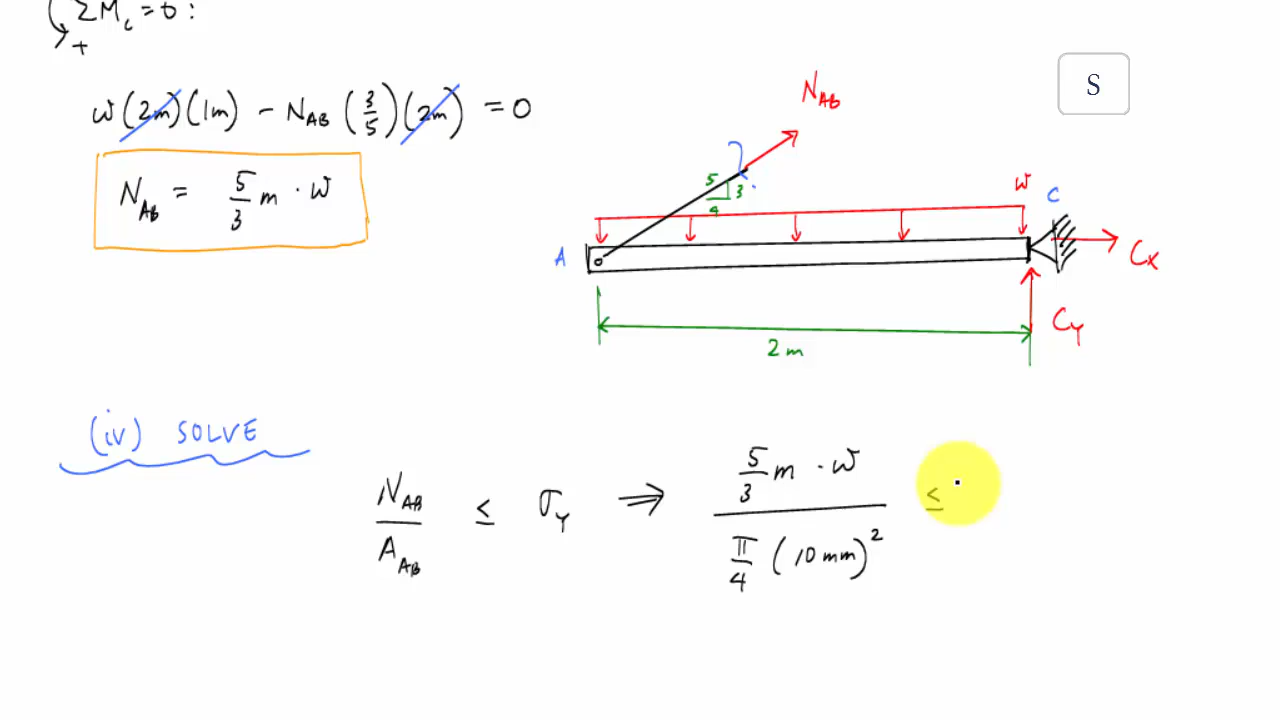 ΣM_C = 0:
+
w (2m) (1m) - N_AB (3/5) (2m) = 0
N_AB = 5/3 m · w
S
N_AB
5
3
4
w
C
A
C_x
C_y
2 m
(iv) SOLVE
N_AB / A_AB ≤ σ_Y ⇒ 5/3 m · w / π/4 (10 mm)² ≤